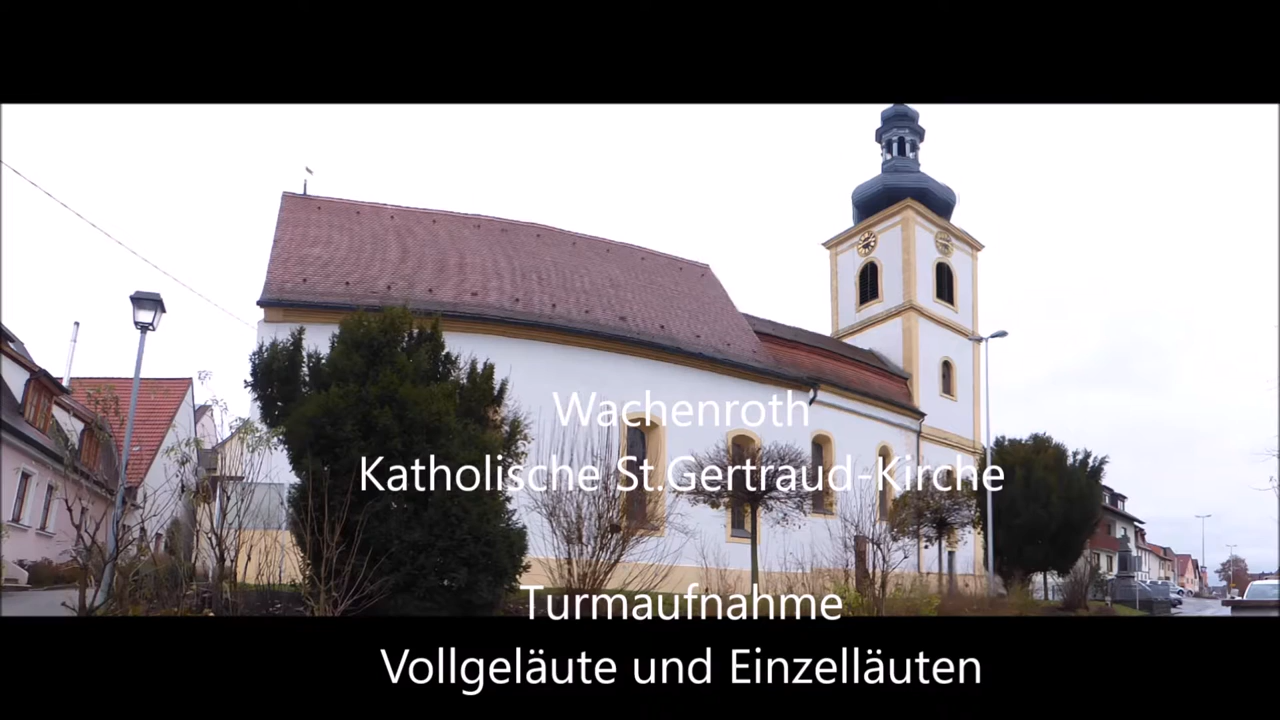 Wachenroth
Katholische St.Gertraud-Kirche
Turmaufnahme
Vollgeläute und Einzelläuten